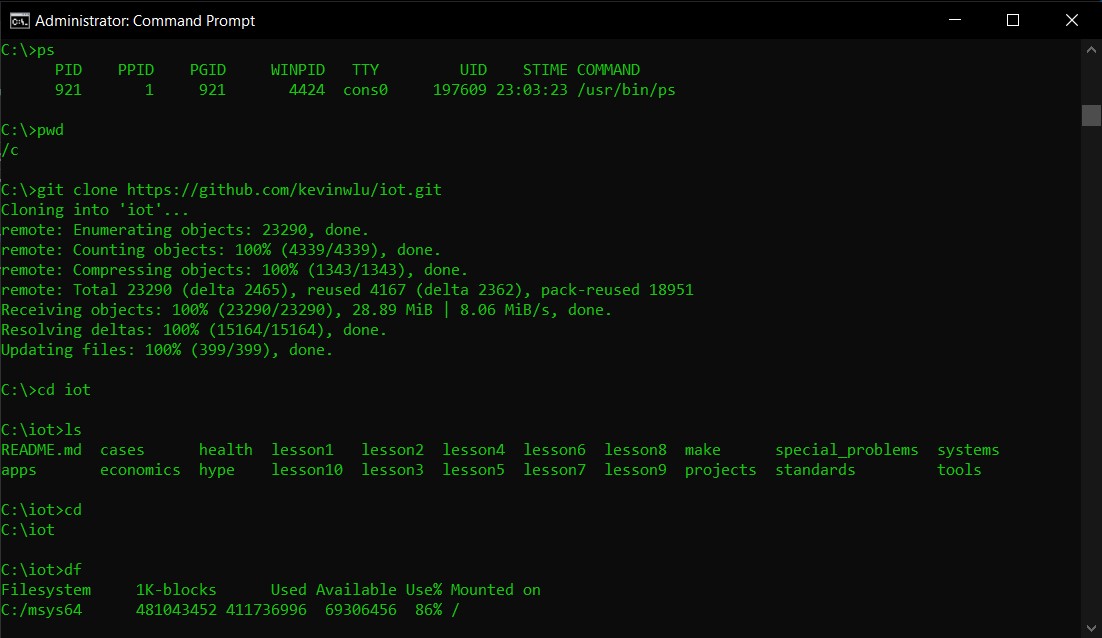 Administrator: Command Prompt
C:\>ps
      PID    PPID    PGID     WINPID   TTY         UID    STIME COMMAND
      921       1     921       4424  cons0     197609 23:03:23 /usr/bin/ps
C:\>pwd
/c
C:\>git clone https://github.com/kevinwlu/iot.git
Cloning into 'iot'...
remote: Enumerating objects: 23290, done.
remote: Counting objects: 100% (4339/4339), done.
remote: Compressing objects: 100% (1343/1343), done.
remote: Total 23290 (delta 2465), reused 4167 (delta 2362), pack-reused 18951
Receiving objects: 100% (23290/23290), 28.89 MiB | 8.06 MiB/s, done.
Resolving deltas: 100% (15164/15164), done.
Updating files: 100% (399/399), done.
C:\>cd iot
C:\iot>ls
README.md  cases      health  lesson1   lesson2  lesson4  lesson6  lesson8  make      special_problems  systems
apps       economics  hype    lesson10  lesson3  lesson5  lesson7  lesson9  projects  standards         tools
C:\iot>cd
C:\iot
C:\iot>df
Filesystem     1K-blocks      Used Available Use% Mounted on
C:/msys64      481043452 411736996  69306456  86% /